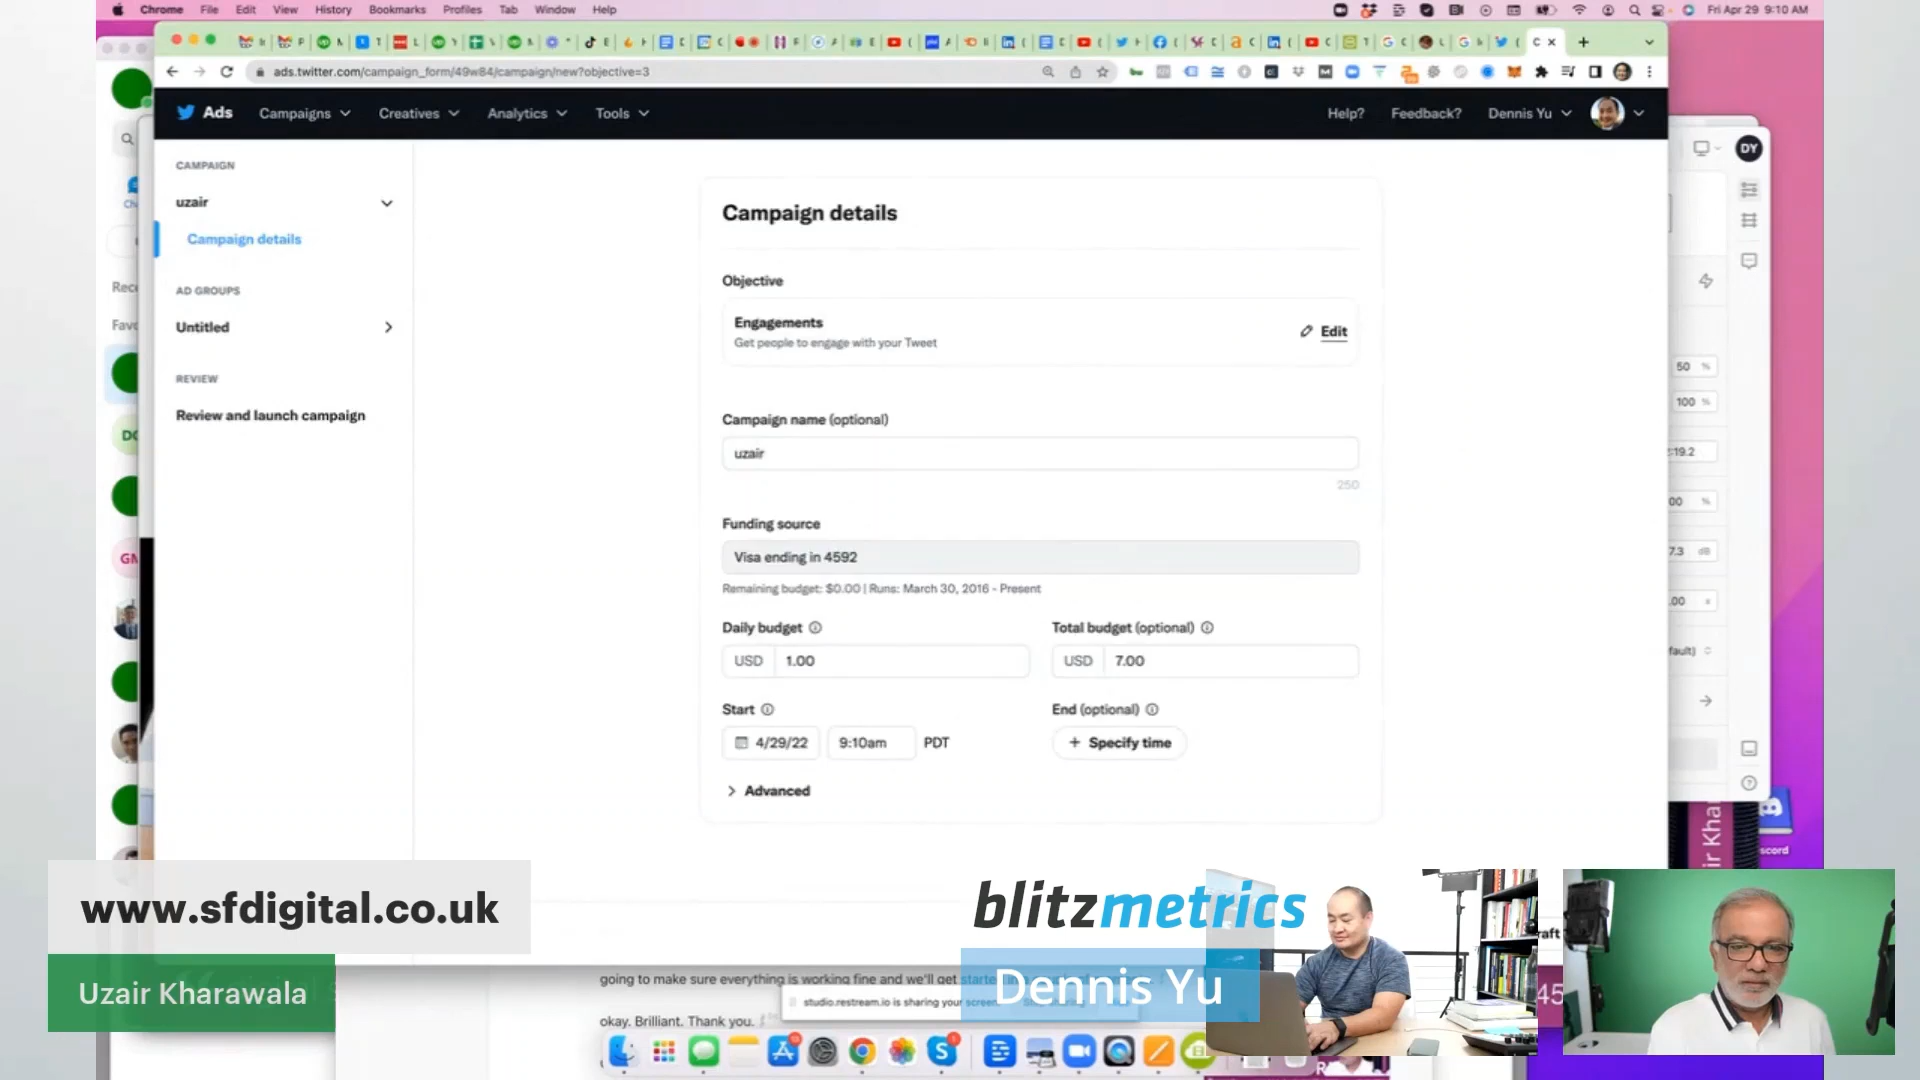 Chrome File Edit View History Bookmarks Profiles Tab Window Help
Fri Apr 29 9:10 AM
ads.twitter.com/campaign_form/49w84/campaign/new?objective=3
Ads Campaigns Creatives Analytics Tools Help? Feedback? Dennis Yu
DY
CAMPAIGN
uzair
Campaign details
AD GROUPS
Untitled
REVIEW
Review and launch campaign
Campaign details
Objective
Engagements
Get people to engage with your Tweet
Edit
Campaign name (optional)
uzair
250
Funding source
Visa ending in 4592
Remaining budget: $0.00 | Runs: March 30, 2016 - Present
Daily budget
USD 1.00
Total budget (optional)
USD 7.00
Start
4/29/22 9:10am PDT
End (optional)
+ Specify time
Advanced
50 %
100 %
www.sfdigital.co.uk
Uzair Kharawala
blitzmetrics
Dennis Yu
going to make sure everything is working fine and we'll get
studio.restream.io is sharing your screen
okay. Brilliant. Thank you.